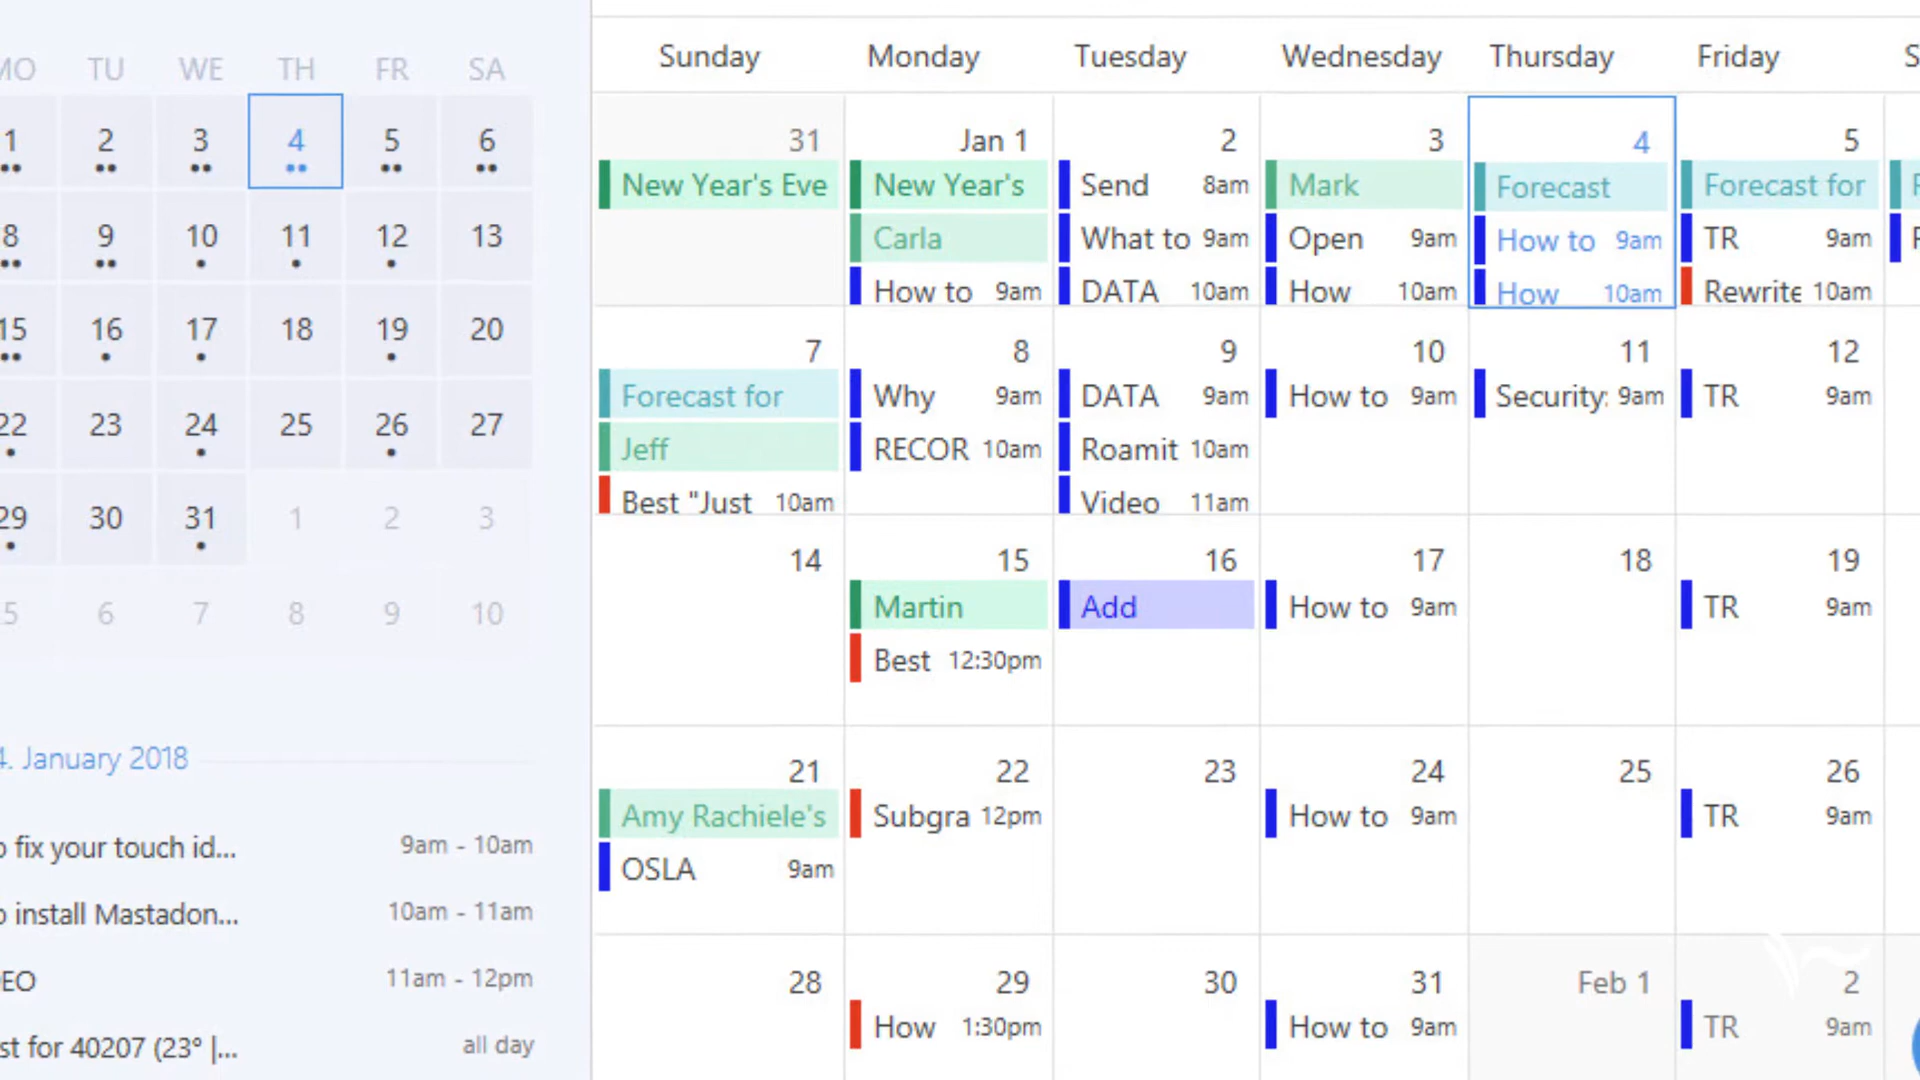 MO TU WE TH FR SA
1 2 3 4 5 6
8 9 10 11 12 13
15 16 17 18 19 20
22 23 24 25 26 27
29 30 31 1 2 3
5 6 7 8 9 10
4. January 2018
o fix your touch id... 9am - 10am
o install Mastadon... 10am - 11am
DEO 11am - 12pm
st for 40207 (23° |... all day
Sunday Monday Tuesday Wednesday Thursday Friday S
31 Jan 1 2 3 4 5
New Year's Eve New Year's Send 8am Mark Forecast Forecast for
Carla What to 9am Open 9am How to 9am TR 9am
How to 9am DATA 10am How 10am How 10am Rewrite 10am
7 8 9 10 11 12
Forecast for Why 9am DATA 9am How to 9am Security: 9am TR 9am
Jeff RECOR 10am Roamit 10am
Best "Just 10am Video 11am
14 15 16 17 18 19
Martin Add How to 9am TR 9am
Best 12:30pm
21 22 23 24 25 26
Amy Rachiele's Subgra 12pm How to 9am TR 9am
OSLA 9am
28 29 30 31 Feb 1 2
How 1:30pm How to 9am TR 9am